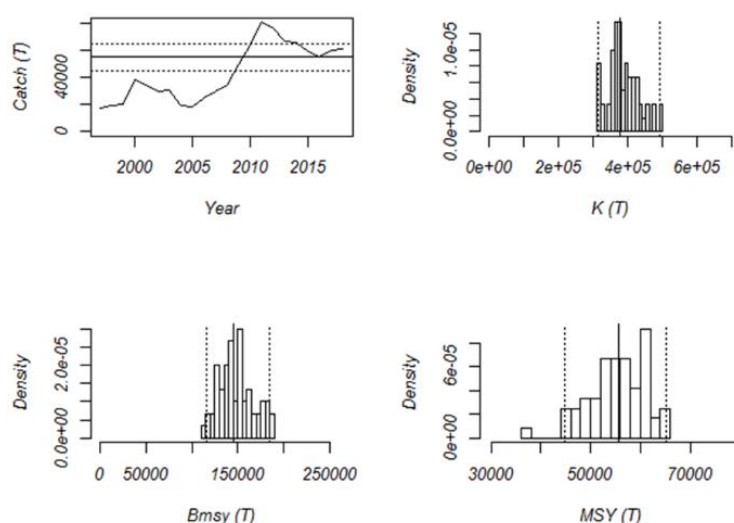 Catch (T)
0
40000
2000
2005
2010
2015
Year
Density
0.0e+00
1.0e-05
0e+00
2e+05
4e+05
6e+05
K (T)
Density
0.0e+00
2.0e-05
0
50000
150000
250000
Bmsy (T)
Density
0e+00
6e-05
30000
50000
70000
MSY (T)